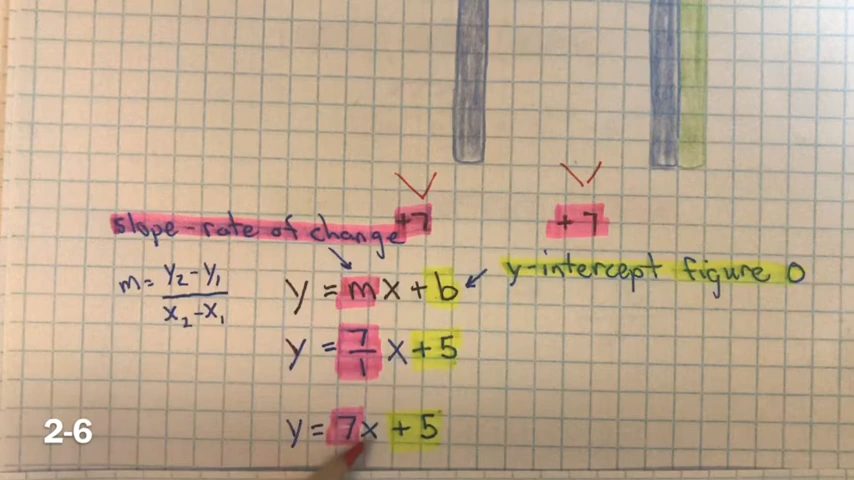 +7 +7
slope-rate of change
y-intercept figure 0
m = y₂-y₁ / x₂-x₁
y = mx + b
y = 7/1 x + 5
y = 7x + 5
2-6